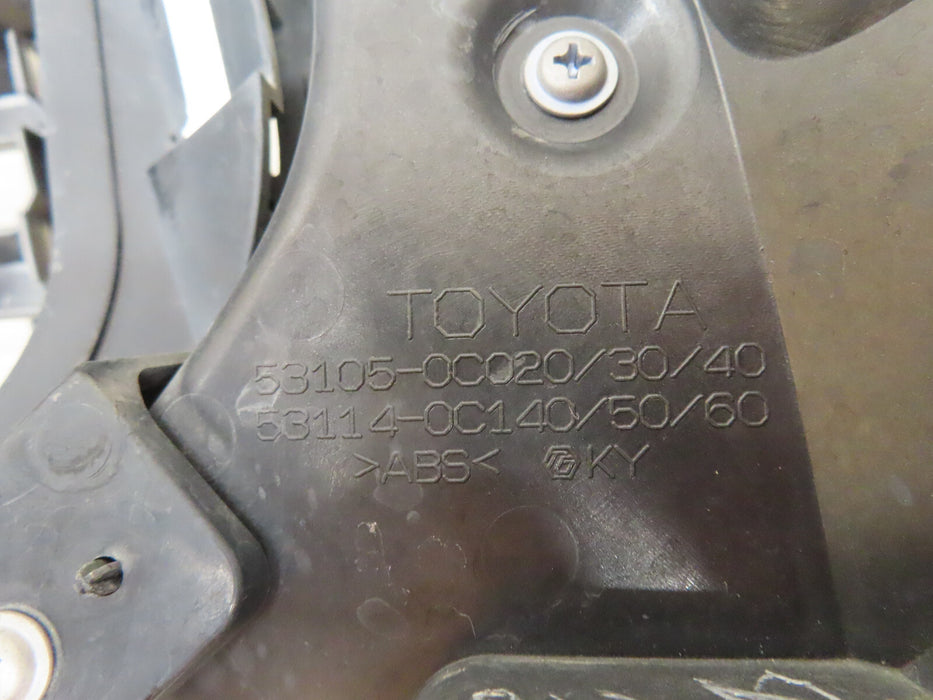 TOYOTA
53105-0C020/30/40
53114-0C140/50/60
>ABS< KY